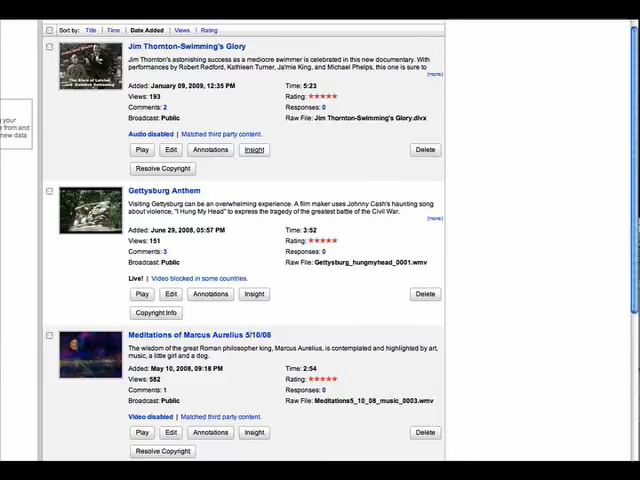 Sort by: Title Time Date Added Views Rating
Jim Thornton-Swimming's Glory
Jim Thornton's astonishing success as a mediocre swimmer is celebrated in this new documentary. With
performances by Robert Redford, Kathleen Turner, Ja'mie King, and Michael Phelps, this one is sure to
(more)
Added: January 09, 2009, 12:35 PM Time: 5:23
Views: 193 Rating:
Comments: 2 Responses: 0
Broadcast: Public Raw File: Jim Thornton-Swimming's Glory.divx
Audio disabled | Matched third party content.
Play Edit Annotations Insight Delete
Resolve Copyright
your
e from and
new data
Gettysburg Anthem
Visiting Gettysburg can be an overwhelming experience. A film maker uses Johnny Cash's haunting song
about violence, "I Hung My Head" to express the tragedy of the greatest battle of the Civil War.
(more)
Added: June 29, 2008, 05:57 PM Time: 3:52
Views: 151 Rating:
Comments: 3 Responses: 0
Broadcast: Public Raw File: Gettysburg_hungmyhead_0001.wmv
Live! | Video blocked in some countries.
Play Edit Annotations Insight Delete
Copyright Info
Meditations of Marcus Aurelius 5/10/08
The wisdom of the great Roman philosopher king, Marcus Aurelius, is contemplated and highlighted by art,
music, a little girl and a dog.
Added: May 10, 2008, 09:18 PM Time: 2:54
Views: 582 Rating:
Comments: 1 Responses: 0
Broadcast: Public Raw File: Meditations5_10_08_music_0003.wmv
Video disabled | Matched third party content.
Play Edit Annotations Insight Delete
Resolve Copyright